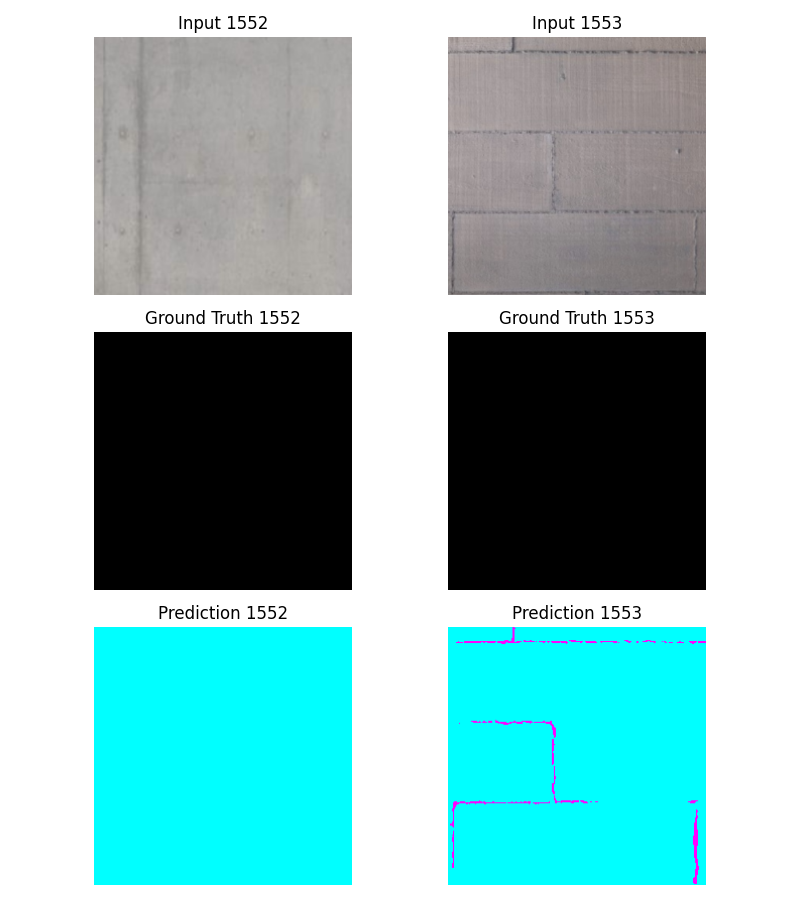 Input 1552
Input 1553
Ground Truth 1552
Ground Truth 1553
Prediction 1552
Prediction 1553